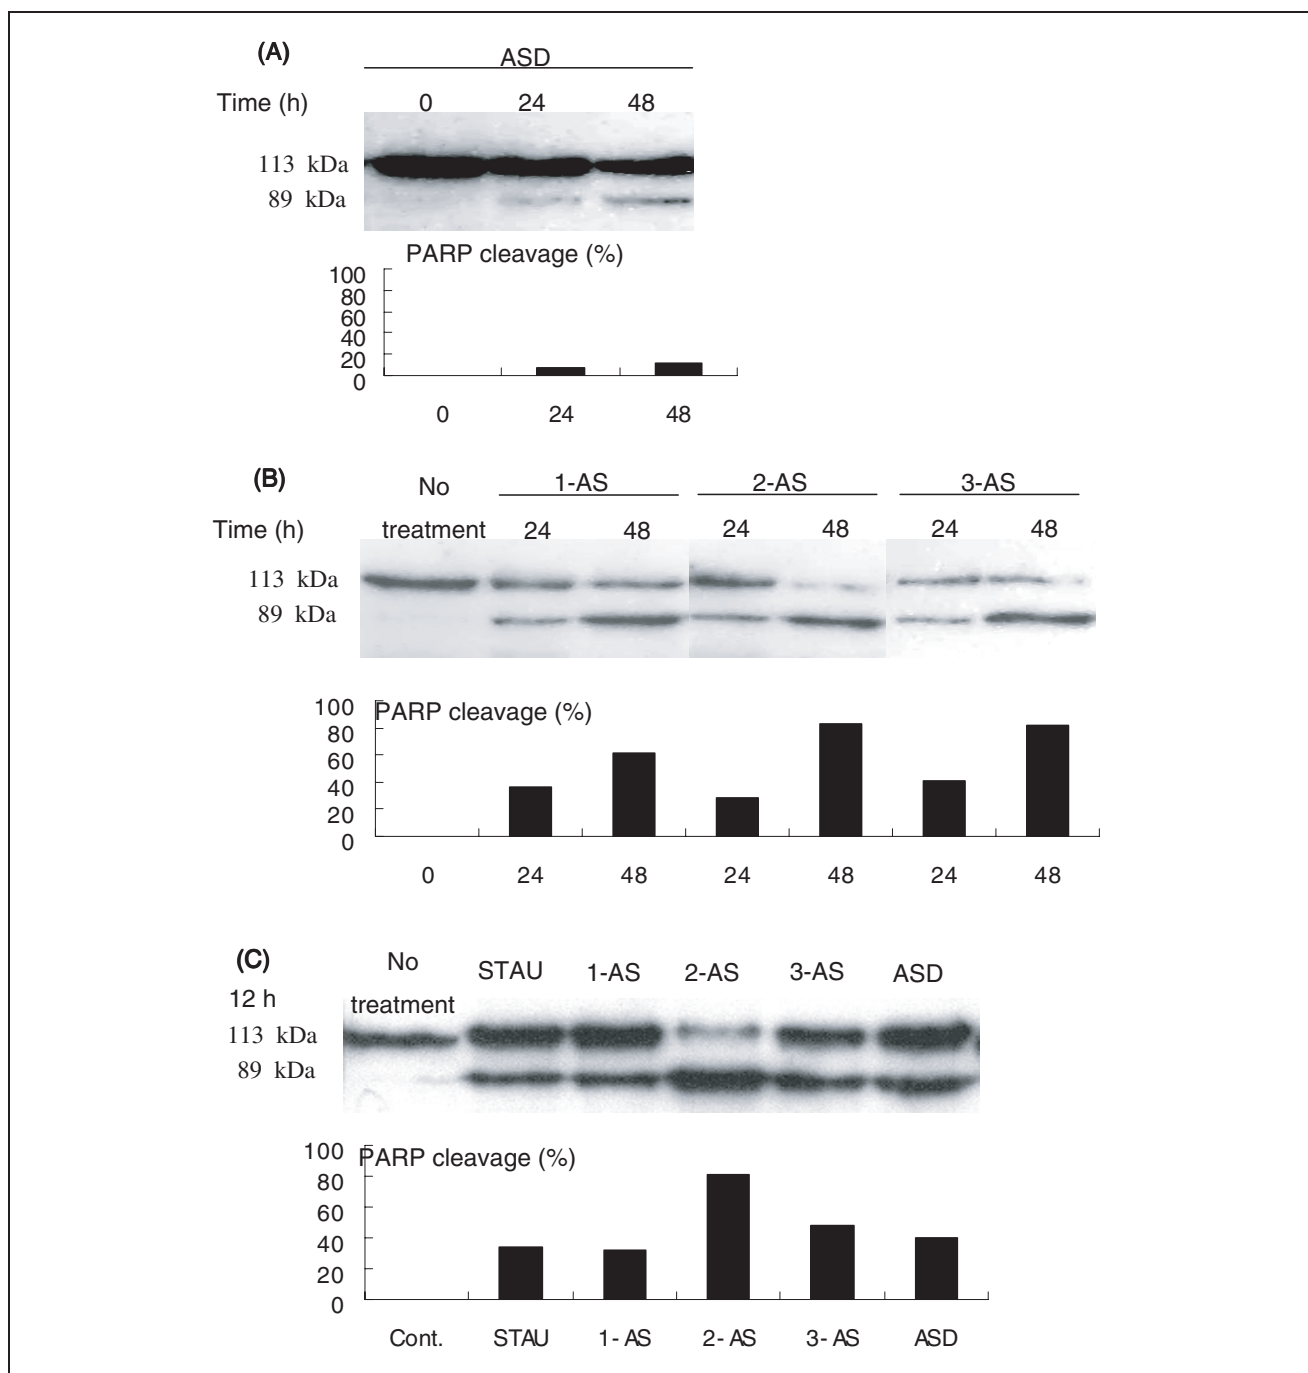 (A)
ASD
Time (h) 0 24 48
113 kDa
89 kDa
PARP cleavage (%)
100
80
60
40
20
0
0 24 48
(B)
No 1-AS 2-AS 3-AS
Time (h) treatment 24 48 24 48 24 48
113 kDa
89 kDa
PARP cleavage (%)
100
80
60
40
20
0
0 24 48 24 48 24 48
(C)
No STAU 1-AS 2-AS 3-AS ASD
12 h treatment
113 kDa
89 kDa
PARP cleavage (%)
100
80
60
40
20
0
Cont. STAU 1- AS 2- AS 3- AS ASD